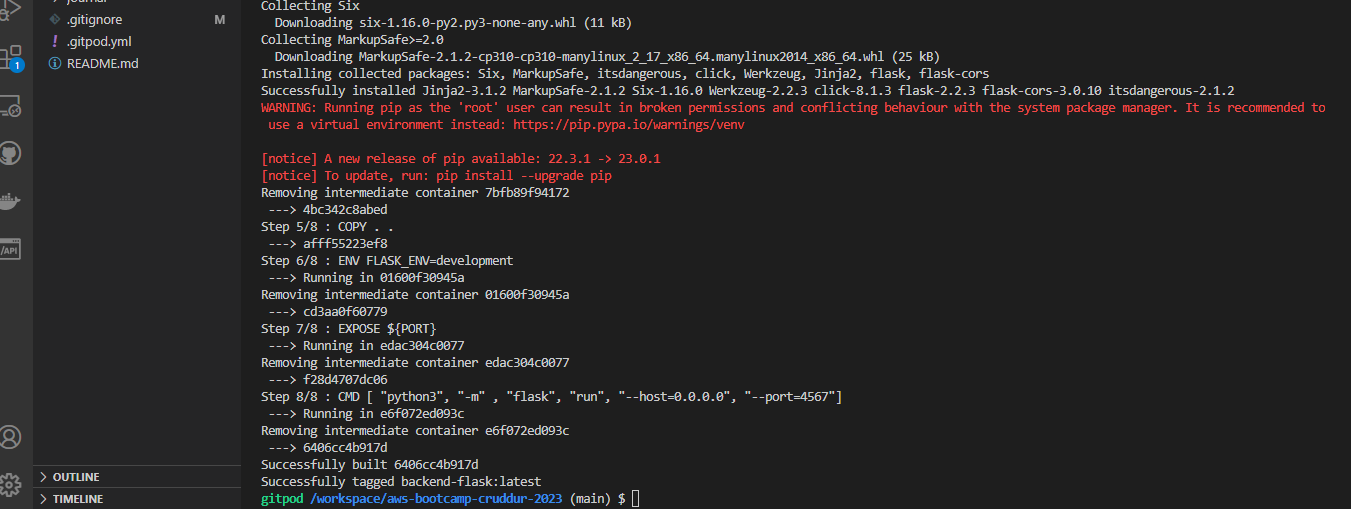 journal
.gitignore M
! .gitpod.yml
README.md
1
/API
OUTLINE
TIMELINE
Collecting Six
Downloading six-1.16.0-py2.py3-none-any.whl (11 kB)
Collecting MarkupSafe>=2.0
Downloading MarkupSafe-2.1.2-cp310-cp310-manylinux_2_17_x86_64.manylinux2014_x86_64.whl (25 kB)
Installing collected packages: Six, MarkupSafe, itsdangerous, click, Werkzeug, Jinja2, flask, flask-cors
Successfully installed Jinja2-3.1.2 MarkupSafe-2.1.2 Six-1.16.0 Werkzeug-2.2.3 click-8.1.3 flask-2.2.3 flask-cors-3.0.10 itsdangerous-2.1.2
WARNING: Running pip as the 'root' user can result in broken permissions and conflicting behaviour with the system package manager. It is recommended to
use a virtual environment instead: https://pip.pypa.io/warnings/venv
[notice] A new release of pip available: 22.3.1 -> 23.0.1
[notice] To update, run: pip install --upgrade pip
Removing intermediate container 7bfb89f94172
---> 4bc342c8abed
Step 5/8 : COPY . .
---> afff55223ef8
Step 6/8 : ENV FLASK_ENV=development
---> Running in 01600f30945a
Removing intermediate container 01600f30945a
---> cd3aa0f60779
Step 7/8 : EXPOSE ${PORT}
---> Running in edac304c0077
Removing intermediate container edac304c0077
---> f28d4707dc06
Step 8/8 : CMD [ "python3", "-m" , "flask", "run", "--host=0.0.0.0", "--port=4567"]
---> Running in e6f072ed093c
Removing intermediate container e6f072ed093c
---> 6406cc4b917d
Successfully built 6406cc4b917d
Successfully tagged backend-flask:latest
gitpod /workspace/aws-bootcamp-cruddur-2023 (main) $